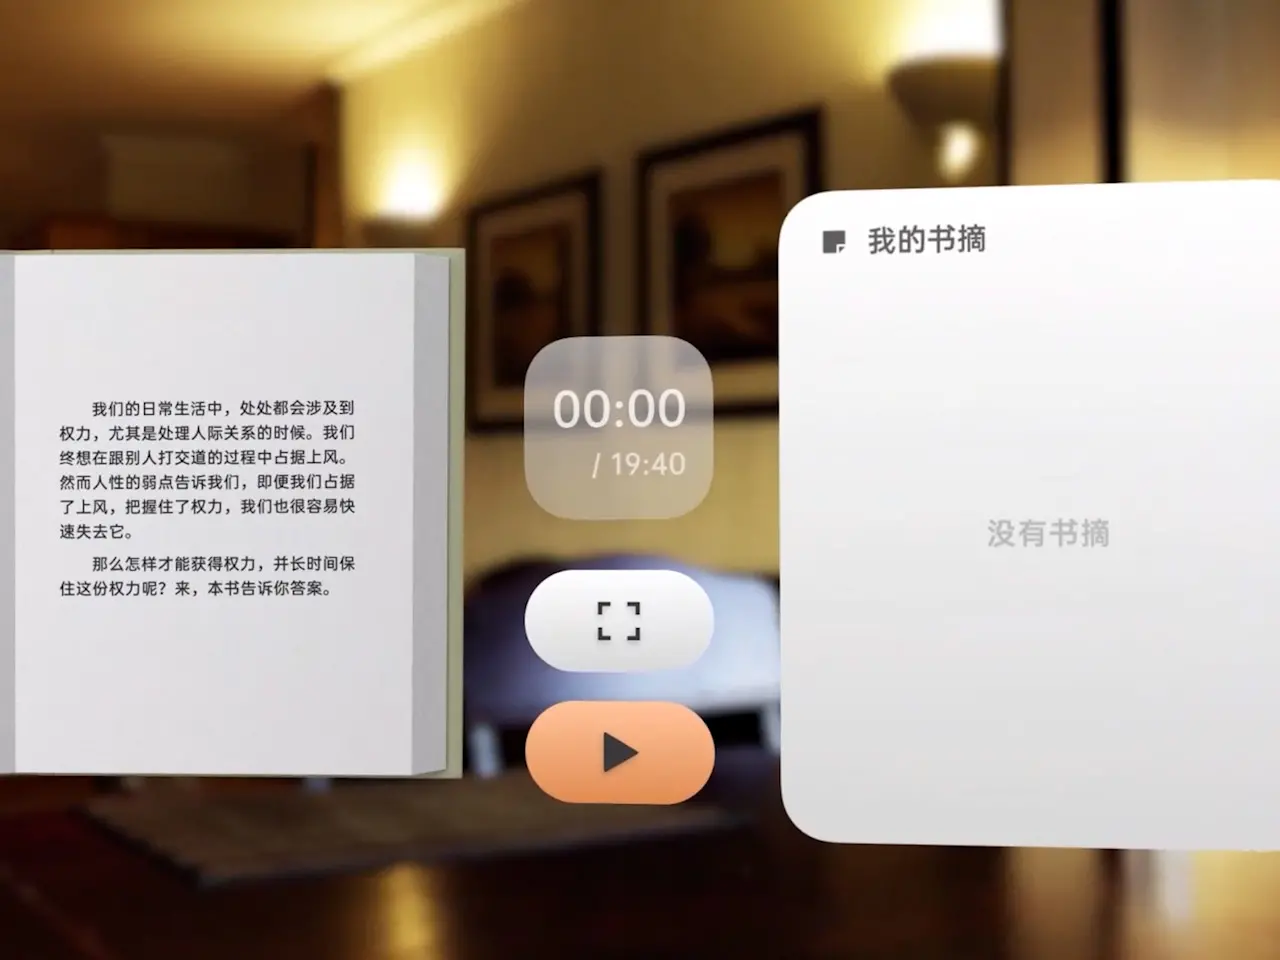 我们的日常生活中，处处都会涉及到
权力，尤其是处理人际关系的时候。我们
终想在跟别人打交道的过程中占据上风。
然而人性的弱点告诉我们，即便我们占据
了上风，把握住了权力，我们也很容易快
速失去它。
那么怎样才能获得权力，并长时间保
住这份权力呢？来，本书告诉你答案。
00:00
/ 19:40
我的书摘
没有书摘